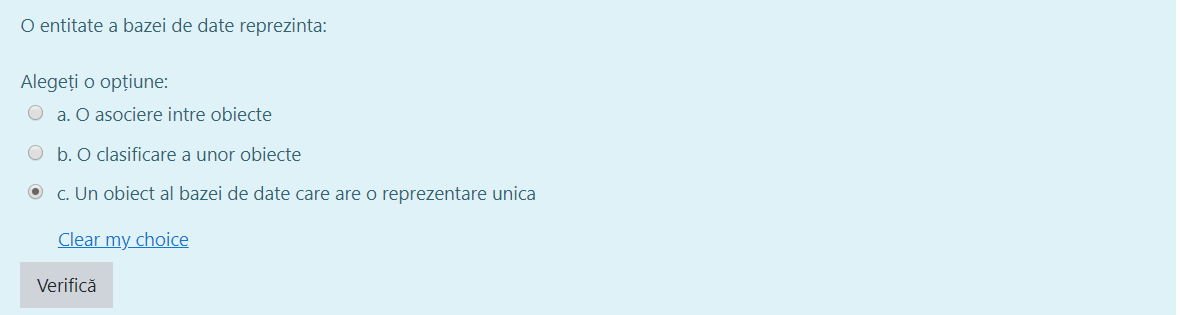 O entitate a bazei de date reprezinta:
Alegeți o opțiune:
a. O asociere intre obiecte
b. O clasificare a unor obiecte
c. Un obiect al bazei de date care are o reprezentare unica
Clear my choice
Verifică